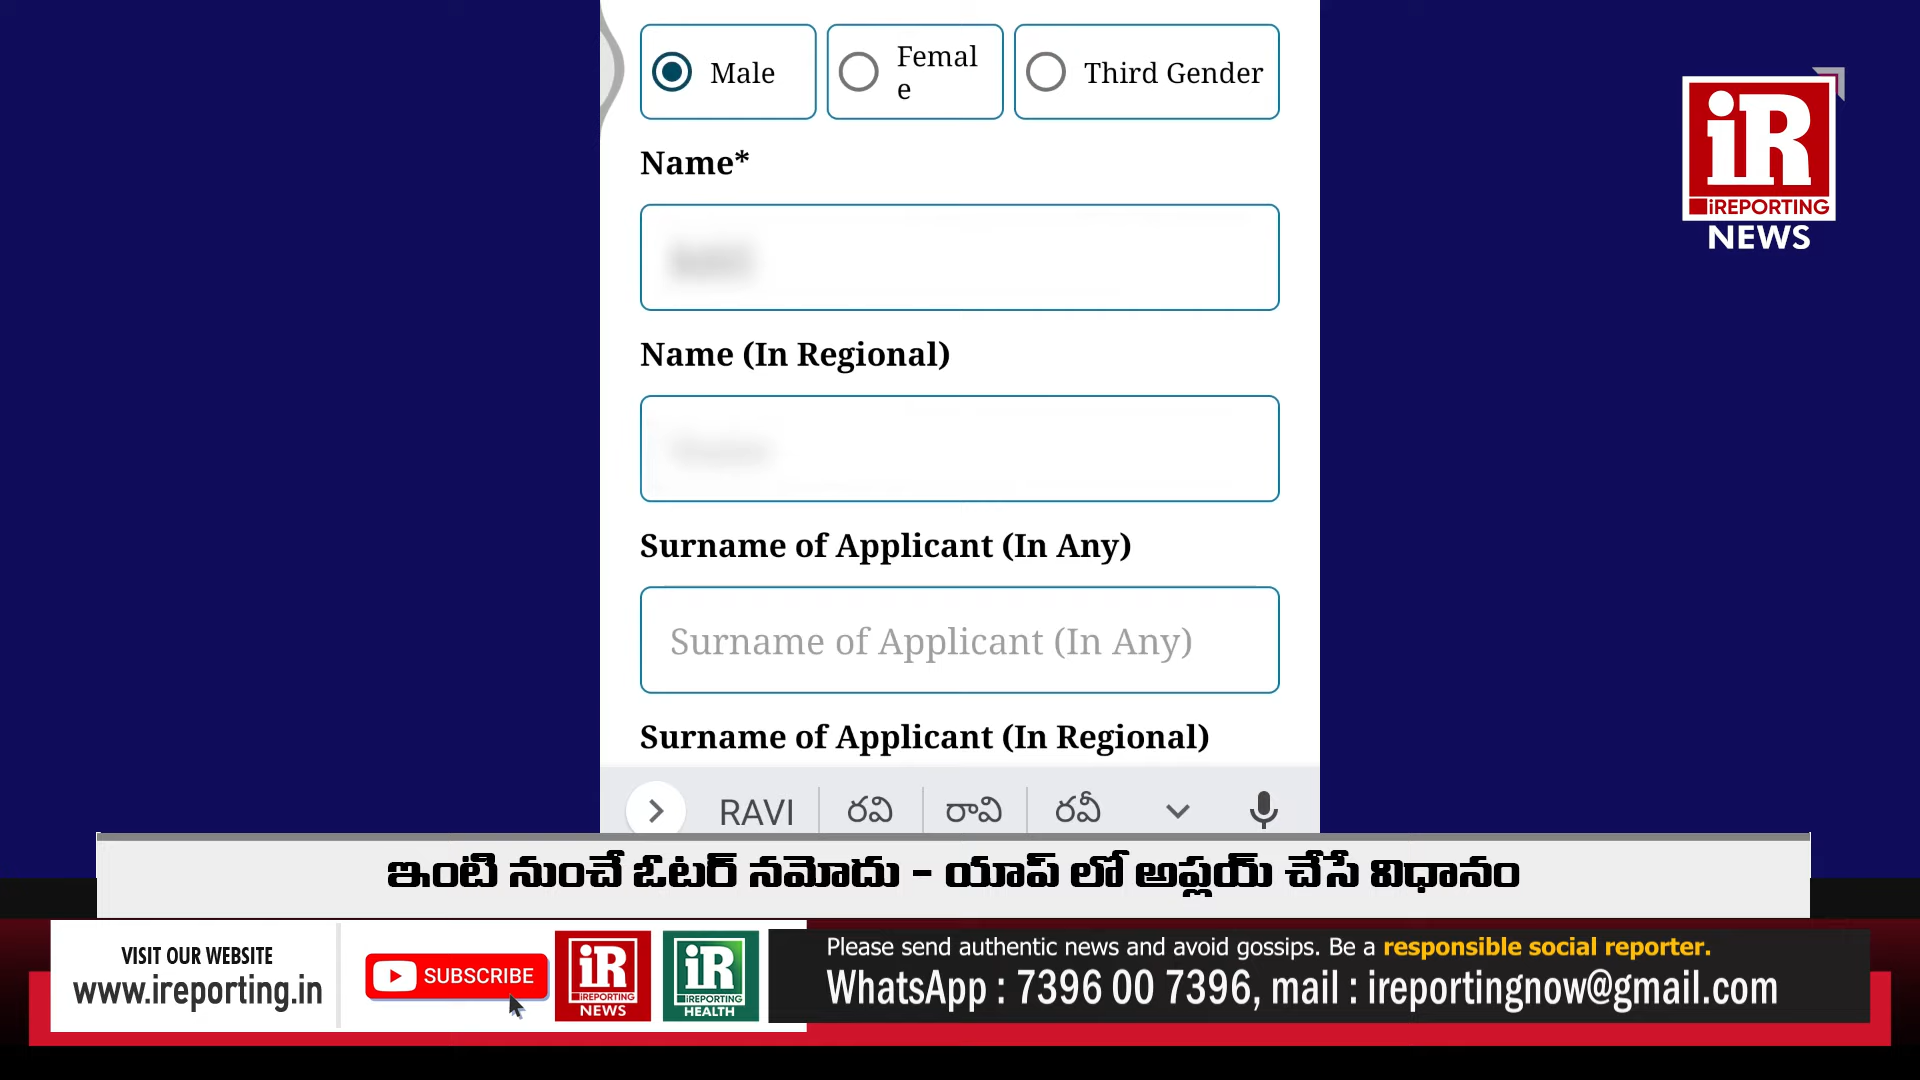 Male
Femal
e
Third Gender
Name*
Name (In Regional)
Surname of Applicant (In Any)
Surname of Applicant (In Any)
Surname of Applicant (In Regional)
RAVI
రవి
రావి
రవీ
iR
iREPORTING
NEWS
ఇంటి నుంచే ఓటర్ నమోదు - యాప్ లో అప్లయ్ చేసే విధానం
VISIT OUR WEBSITE
www.ireporting.in
SUBSCRIBE
iR
iREPORTING
NEWS
iR
iREPORTING
HEALTH
Please send authentic news and avoid gossips. Be a responsible social reporter.
WhatsApp : 7396 00 7396, mail : ireportingnow@gmail.com